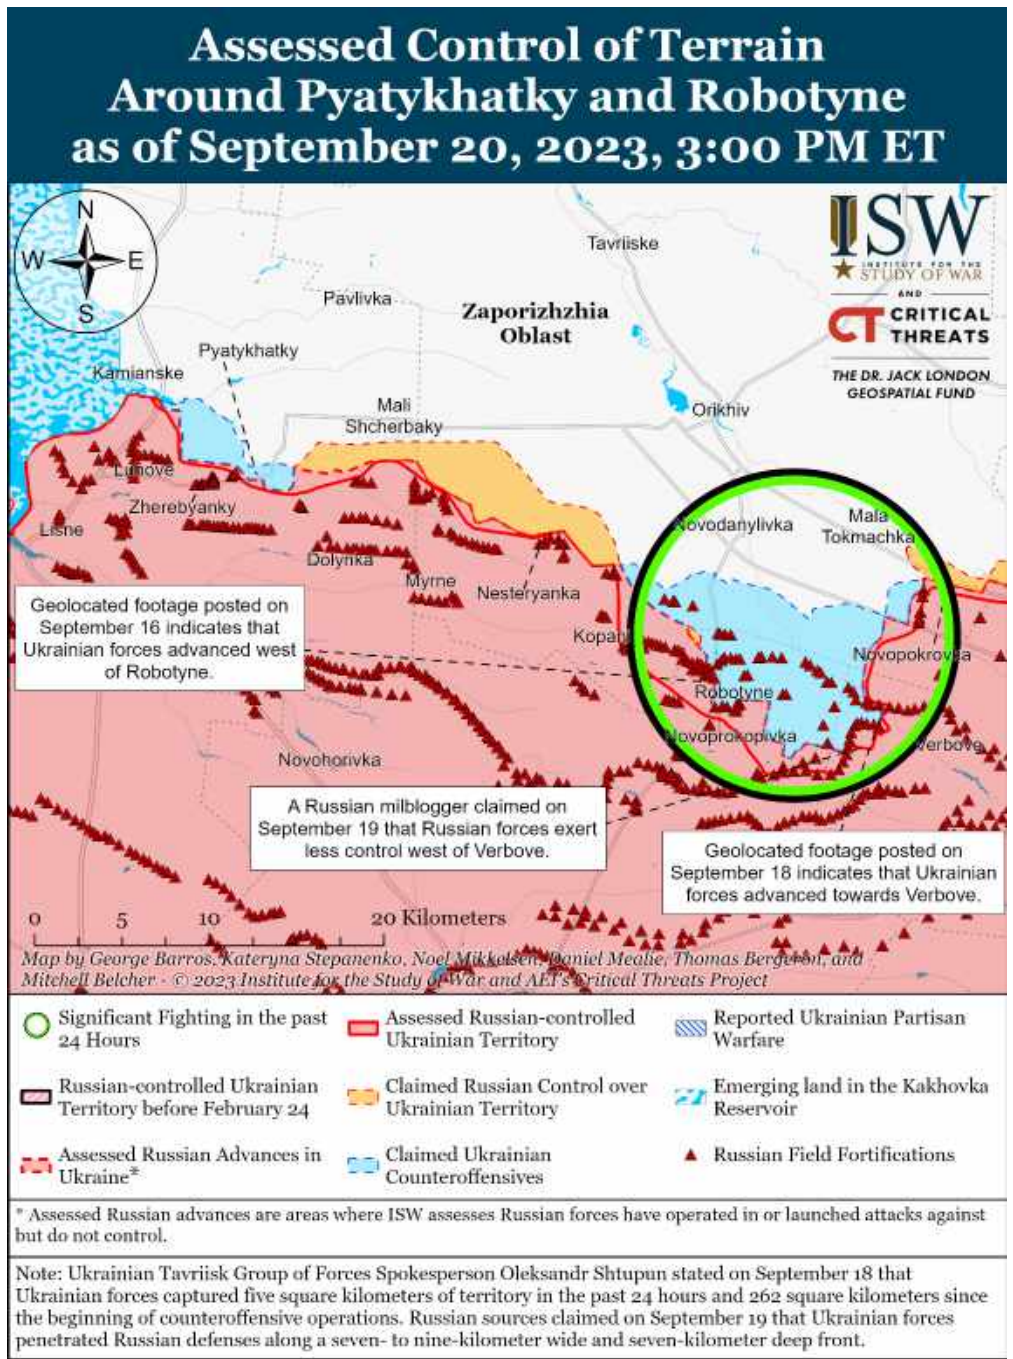 Assessed Control of Terrain
Around Pyatykhatky and Robotyne
as of September 20, 2023, 3:00 PM ET
N
W
E
S
ISW
INSTITUTE FOR THE
STUDY OF WAR
AND
CT CRITICAL
THREATS
THE DR. JACK LONDON
GEOSPATIAL FUND
Tavriiske
Pavlivka
Zaporizhzhia
Oblast
Pyatykhatky
Kamianske
Mali
Shcherbaky
Orikhiv
Lukove
Zherebyanky
Lisne
Novodanylivka
Mala
Tokmachka
Dolynka
Myrne
Nesteryanka
Geolocated footage posted on
September 16 indicates that
Ukrainian forces advanced west
of Robotyne.
Kopani
Novopokrovka
Robotyne
Novoprokopivka
Verbove
Novohorivka
A Russian milblogger claimed on
September 19 that Russian forces exert
less control west of Verbove.
Geolocated footage posted on
September 18 indicates that Ukrainian
forces advanced towards Verbove.
0 5 10 20 Kilometers
Map by George Barros, Kateryna Stepanenko, Noel Mikkelsen, Daniel Mealie, Thomas Bergeron, and
Mitchell Belcher - © 2023 Institute for the Study of War and AEI's Critical Threats Project
Significant Fighting in the past
24 Hours
Assessed Russian-controlled
Ukrainian Territory
Reported Ukrainian Partisan
Warfare
Russian-controlled Ukrainian
Territory before February 24
Claimed Russian Control over
Ukrainian Territory
Emerging land in the Kakhovka
Reservoir
Assessed Russian Advances in
Ukraine*
Claimed Ukrainian
Counteroffensives
Russian Field Fortifications
* Assessed Russian advances are areas where ISW assesses Russian forces have operated in or launched attacks against
but do not control.
Note: Ukrainian Tavriisk Group of Forces Spokesperson Oleksandr Shtupun stated on September 18 that
Ukrainian forces captured five square kilometers of territory in the past 24 hours and 262 square kilometers since
the beginning of counteroffensive operations. Russian sources claimed on September 19 that Ukrainian forces
penetrated Russian defenses along a seven- to nine-kilometer wide and seven-kilometer deep front.